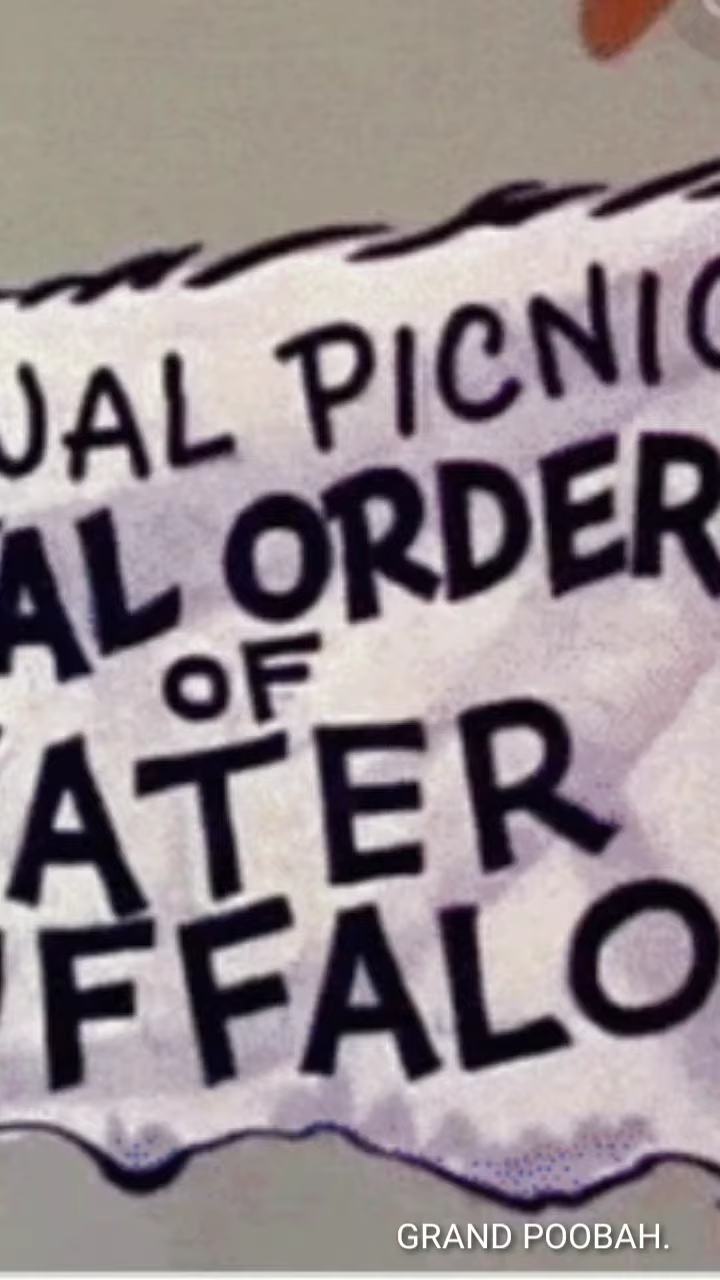 UAL PICNIC
AL ORDER
OF
ATER
UFFALO
GRAND POOBAH.